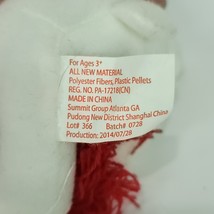 For Ages 3+
ALL NEW MATERIAL
Polyester Fibers, Plastic Pellets
REG. NO. PA-17218(CN)
MADE IN CHINA
Summit Group Atlanta GA
Pudong New District Shanghai China
Lot# 366 Batch# 0728
Production: 2014/07/28